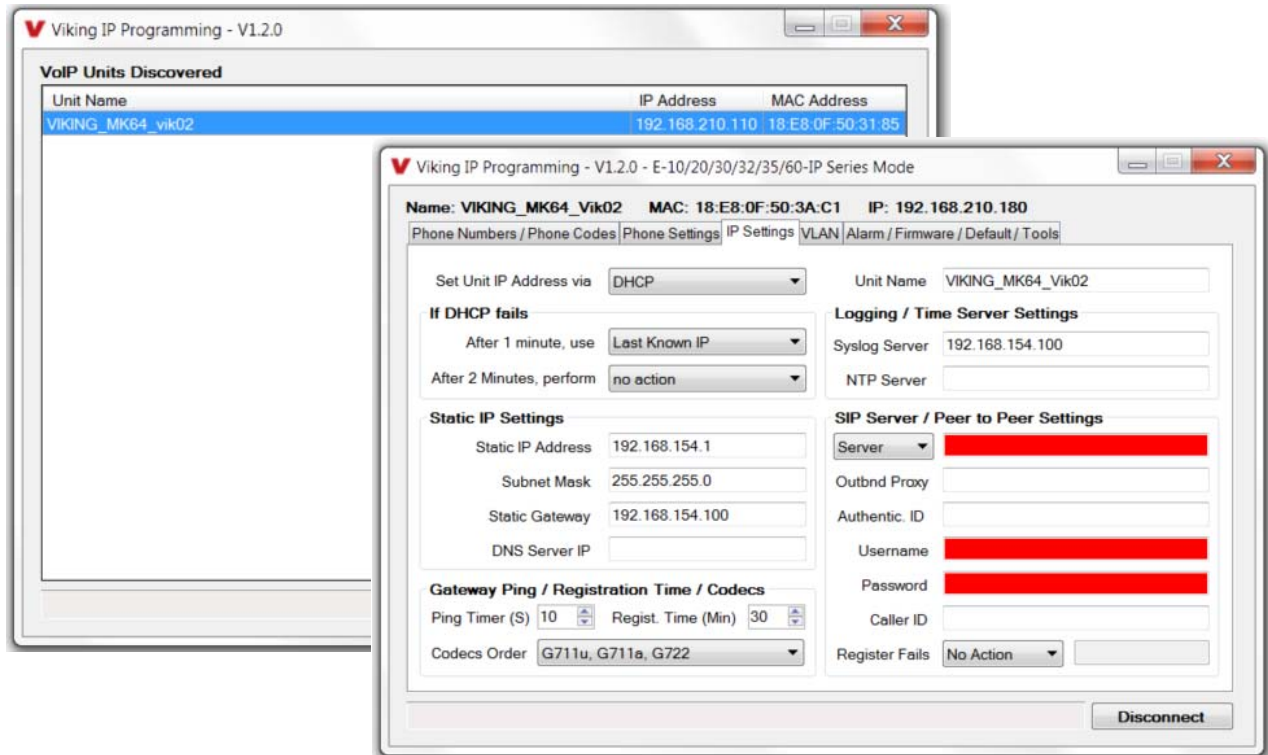 Viking IP Programming - V1.2.0
VoIP Units Discovered
Unit Name IP Address MAC Address
VIKING_MK64_vik02 192.168.210.110 18:E8:0F:50:31:85
Viking IP Programming - V1.2.0 - E-10/20/30/32/35/60-IP Series Mode
Name: VIKING_MK64_Vik02 MAC: 18:E8:0F:50:3A:C1 IP: 192.168.210.180
Phone Numbers / Phone Codes Phone Settings IP Settings VLAN Alarm / Firmware / Default / Tools
Set Unit IP Address via DHCP
If DHCP fails
After 1 minute, use Last Known IP
After 2 Minutes, perform no action
Static IP Settings
Static IP Address 192.168.154.1
Subnet Mask 255.255.255.0
Static Gateway 192.168.154.100
DNS Server IP
Gateway Ping / Registration Time / Codecs
Ping Timer (S) 10 Regist. Time (Min) 30
Codecs Order G711u, G711a, G722
Unit Name VIKING_MK64_Vik02
Logging / Time Server Settings
Syslog Server 192.168.154.100
NTP Server
SIP Server / Peer to Peer Settings
Server
Outbnd Proxy
Authentic. ID
Username
Password
Caller ID
Register Fails No Action
Disconnect